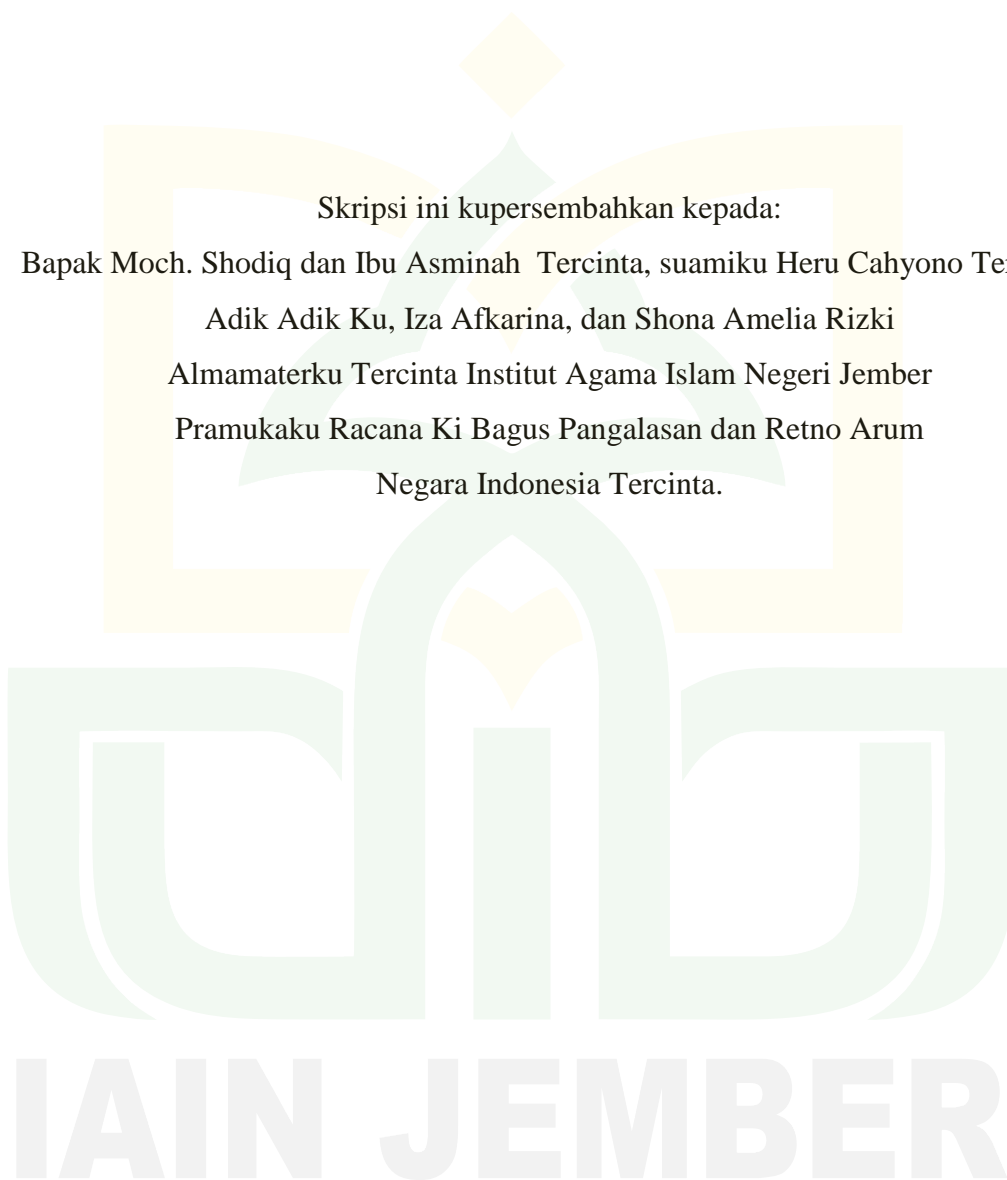 Skripsi ini kupersembahkan kepada:
Bapak Moch. Shodiq dan Ibu Asminah Tercinta, suamiku Heru Cahyono
Adik Adik Ku, Iza Afkarina, dan Shona Amelia Rizki
Almamaterku Tercinta Institut Agama Islam Negeri Jember
Pramukaku Racana Ki Bagus Pangalasan dan Retno Arum
Negara Indonesia Tercinta.
IAIN JEMBER